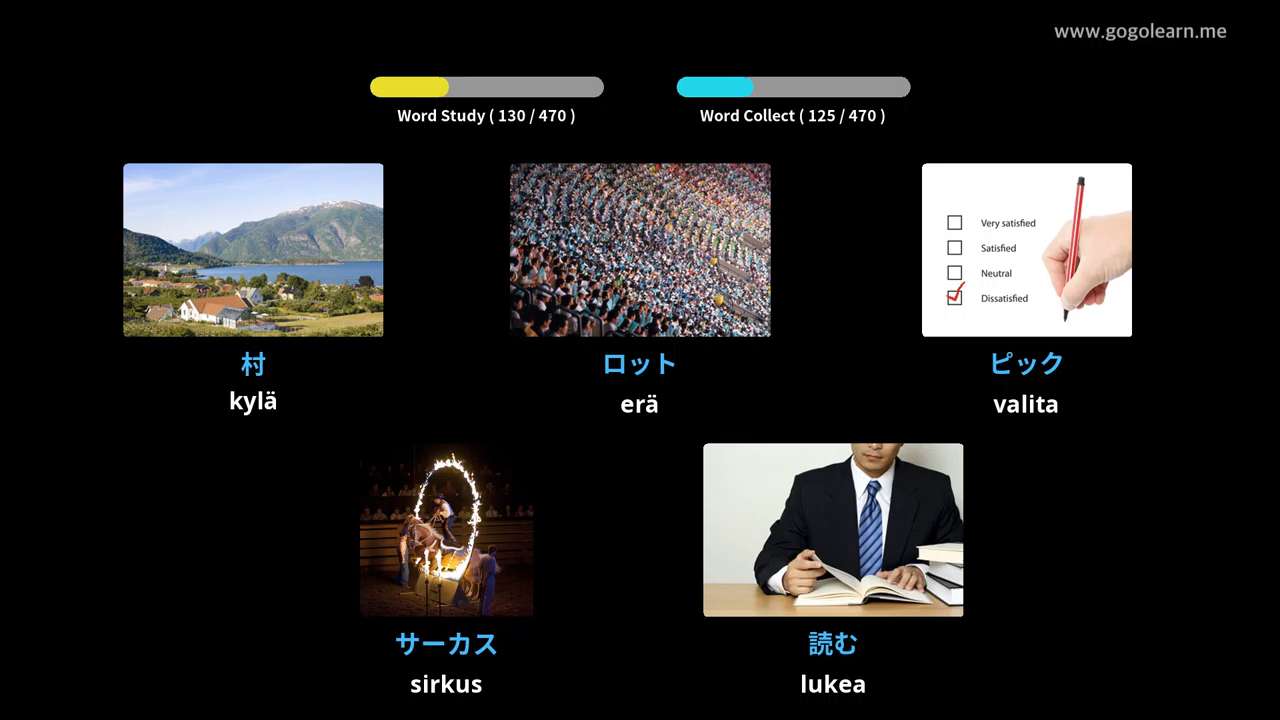 www.gogolearn.me
Word Study ( 130 / 470 )
Word Collect ( 125 / 470 )
Very satisfied
Satisfied
Neutral
Dissatisfied
村
kylä
ロット
erä
ピック
valita
サーカス
sirkus
読む
lukea